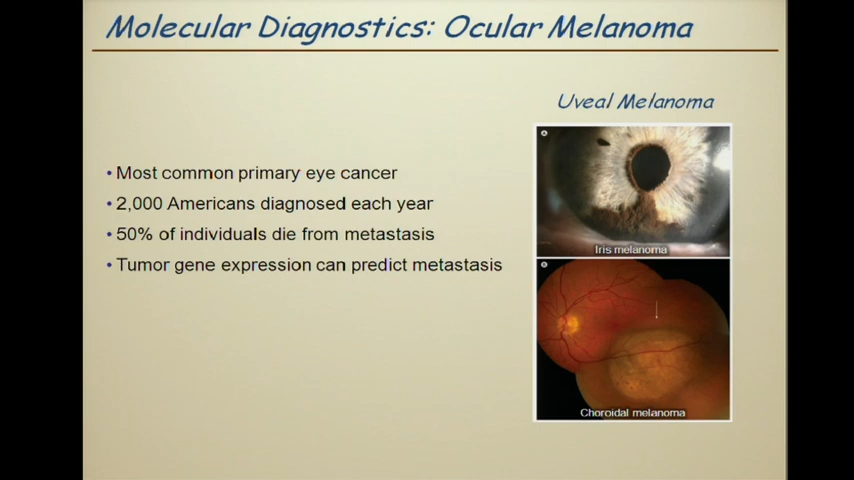 Molecular Diagnostics: Ocular Melanoma
Uveal Melanoma
• Most common primary eye cancer
• 2,000 Americans diagnosed each year
• 50% of individuals die from metastasis
• Tumor gene expression can predict metastasis
Iris melanoma
Choroidal melanoma